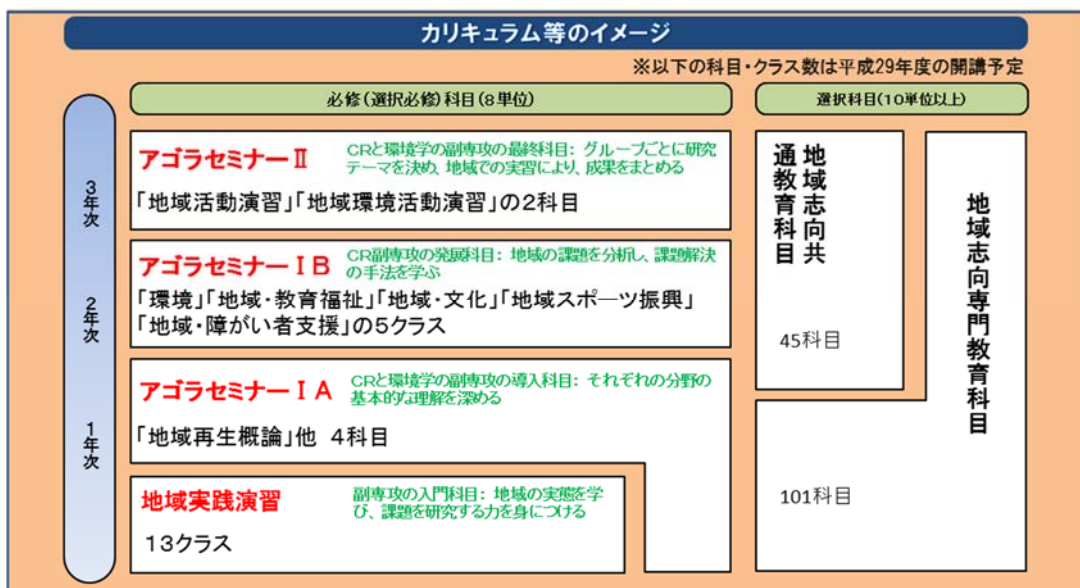 カリキュラム等のイメージ
※以下の科目・クラス数は平成29年度の開講予定
必修(選択必修)科目(8単位)
選択科目(10単位以上)
3年次
アゴラセミナーⅡ
CRと環境学の副専攻の最終科目: グループごとに研究
テーマを決め、地域での実習により、成果をまとめる
「地域活動演習」「地域環境活動演習」の2科目
2年次
アゴラセミナーⅠB
CR副専攻の発展科目: 地域の課題を分析し、課題解決
の手法を学ぶ
「環境」「地域・教育福祉」「地域・文化」「地域スポーツ振興」
「地域・障がい者支援」の5クラス
1年次
アゴラセミナーⅠA
CRと環境学の副専攻の導入科目: それぞれの分野の
基本的な理解を深める
「地域再生概論」他 4科目
地域実践演習
副専攻の入門科目: 地域の実態を学
び、課題を研究する力を身につける
13クラス
地域志向共
通教育科目
45科目
地域志向専門教育科目
101科目